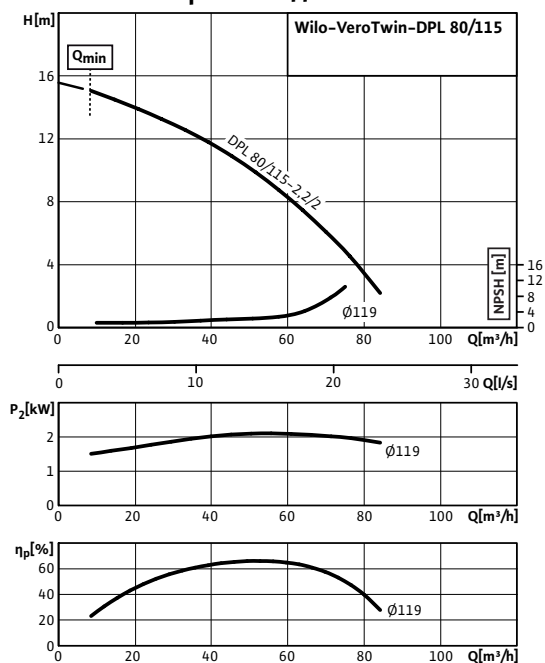 H[m]
Wilo-VeroTwin-DPL 80/115
Qmin
16
12
8
4
0
DPL 80/115-2,2/2
NPSH [m]
16
12
8
4
0
Ø119
0 20 40 60 80 100 Q[m³/h]
0 10 20 30 Q[l/s]
P₂[kW]
2
1
0
Ø119
0 20 40 60 80 100 Q[m³/h]
ηp[%]
60
40
20
0
Ø119
0 20 40 60 80 100 Q[m³/h]